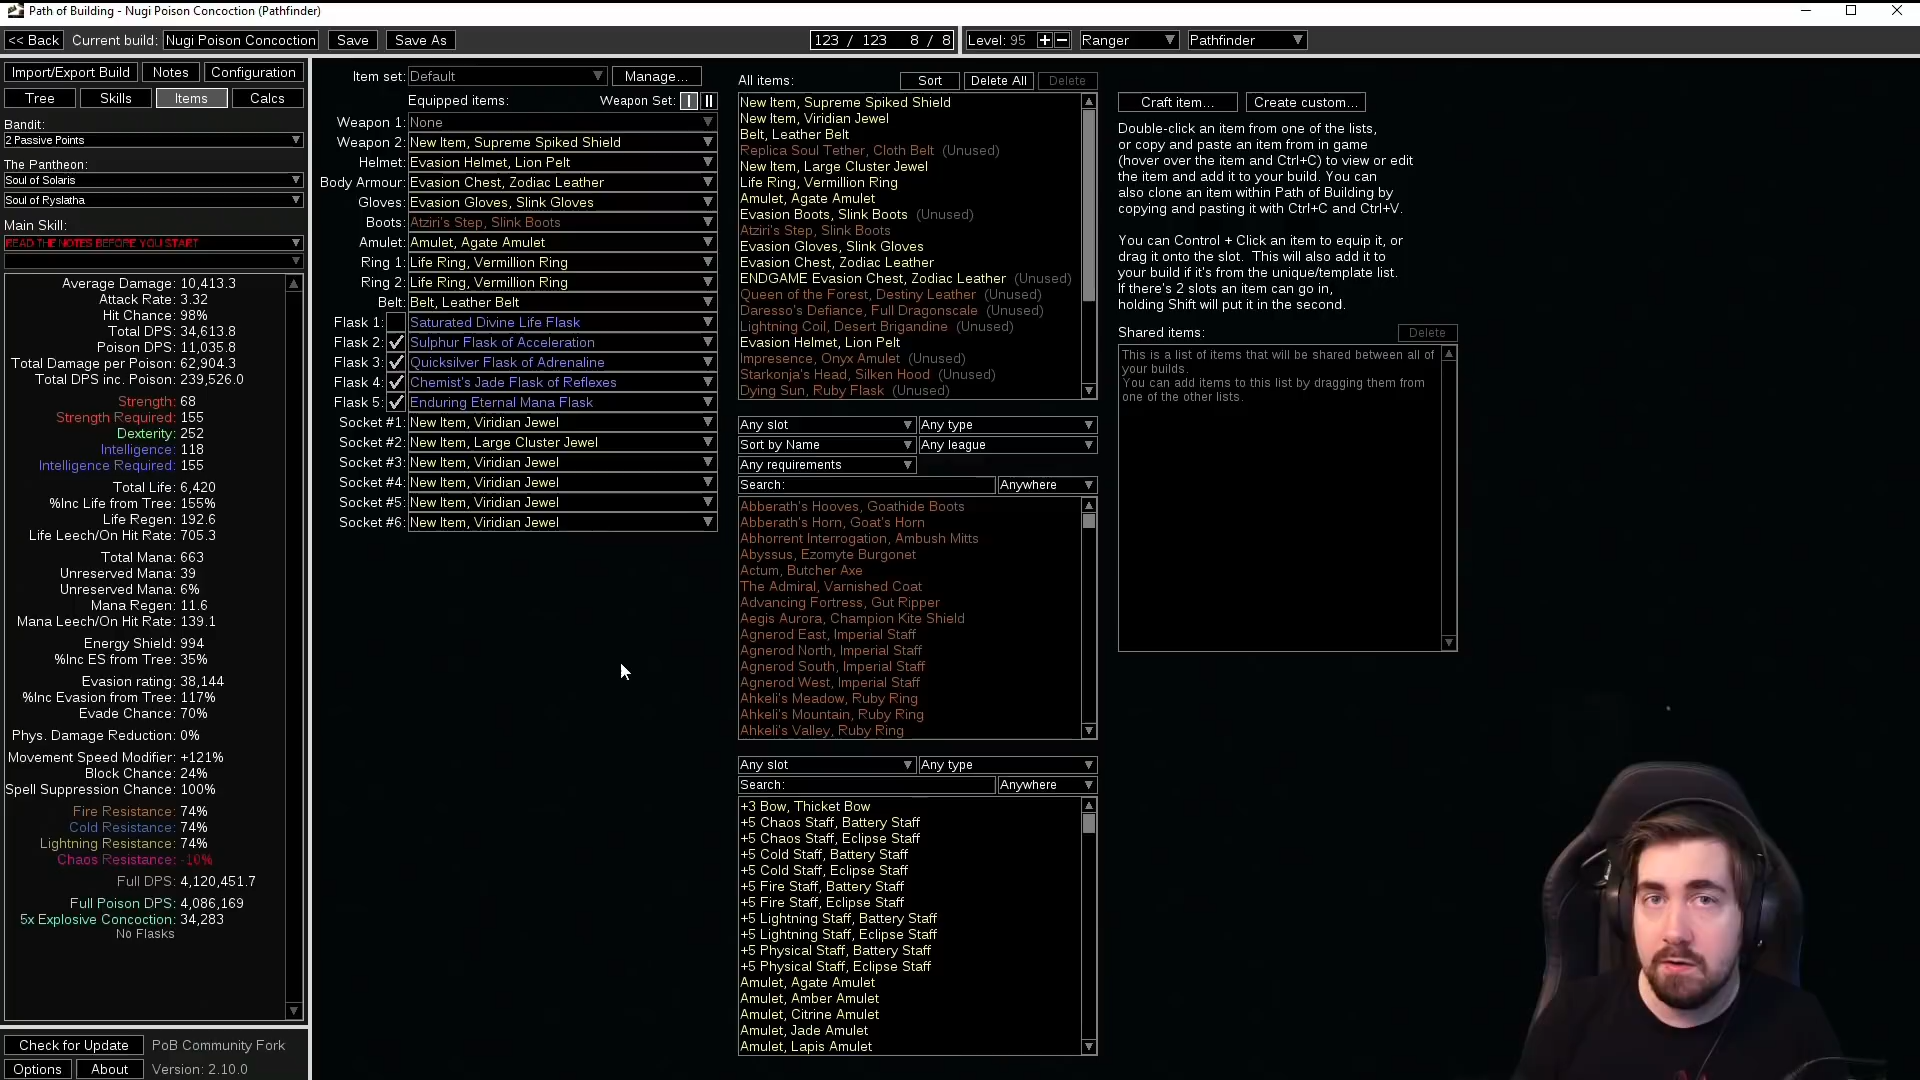 Path of Building - Nugi Poison Concoction (Pathfinder)
<< Back
Current build:
Nugi Poison Concoction
Save
Save As
123 / 123 8 / 8
Level: 95
Ranger
Pathfinder
Import/Export Build
Notes
Configuration
Tree
Skills
Items
Calcs
Bandit:
2 Passive Points
The Pantheon:
Soul of Solaris
Soul of Ryslatha
Main Skill:
READ THE NOTES BEFORE YOU START
Average Damage: 10,413.3
Attack Rate: 3.32
Hit Chance: 98%
Total DPS: 34,613.8
Poison DPS: 11,035.8
Total Damage per Poison: 62,904.3
Total DPS inc. Poison: 239,526.0
Strength: 68
Strength Required: 155
Dexterity: 252
Intelligence: 118
Intelligence Required: 155
Total Life: 6,420
%Inc Life from Tree: 155%
Life Regen: 192.6
Life Leech/On Hit Rate: 705.3
Total Mana: 663
Unreserved Mana: 39
Unreserved Mana: 6%
Mana Regen: 11.6
Mana Leech/On Hit Rate: 139.1
Energy Shield: 994
%Inc ES from Tree: 35%
Evasion rating: 38,144
%Inc Evasion from Tree: 117%
Evade Chance: 70%
Phys. Damage Reduction: 0%
Movement Speed Modifier: +121%
Block Chance: 24%
Spell Suppression Chance: 100%
Fire Resistance: 74%
Cold Resistance: 74%
Lightning Resistance: 74%
Chaos Resistance: -10%
Full DPS: 4,120,451.7
Full Poison DPS: 4,086,169
5x Explosive Concoction: 34,283
No Flasks
Check for Update
PoB Community Fork
Options
About
Version: 2.10.0
Item set: Default
Manage...
Equipped items:
Weapon Set: I II
Weapon 1: None
Weapon 2: New Item, Supreme Spiked Shield
Helmet: Evasion Helmet, Lion Pelt
Body Armour: Evasion Chest, Zodiac Leather
Gloves: Evasion Gloves, Slink Gloves
Boots: Atziri's Step, Slink Boots
Amulet: Amulet, Agate Amulet
Ring 1: Life Ring, Vermillion Ring
Ring 2: Life Ring, Vermillion Ring
Belt: Belt, Leather Belt
Flask 1: Saturated Divine Life Flask
Flask 2: Sulphur Flask of Acceleration
Flask 3: Quicksilver Flask of Adrenaline
Flask 4: Chemist's Jade Flask of Reflexes
Flask 5: Enduring Eternal Mana Flask
Socket #1: New Item, Viridian Jewel
Socket #2: New Item, Large Cluster Jewel
Socket #3: New Item, Viridian Jewel
Socket #4: New Item, Viridian Jewel
Socket #5: New Item, Viridian Jewel
Socket #6: New Item, Viridian Jewel
All items:
Sort
Delete All
Delete
New Item, Supreme Spiked Shield
New Item, Viridian Jewel
Belt, Leather Belt
Replica Soul Tether, Cloth Belt (Unused)
New Item, Large Cluster Jewel
Life Ring, Vermillion Ring
Amulet, Agate Amulet
Evasion Boots, Slink Boots (Unused)
Atziri's Step, Slink Boots
Evasion Gloves, Slink Gloves
Evasion Chest, Zodiac Leather
ENDGAME Evasion Chest, Zodiac Leather (Unused)
Queen of the Forest, Destiny Leather (Unused)
Daresso's Defiance, Full Dragonscale (Unused)
Lightning Coil, Desert Brigandine (Unused)
Evasion Helmet, Lion Pelt
Impresence, Onyx Amulet (Unused)
Starkonja's Head, Silken Hood (Unused)
Dying Sun, Ruby Flask (Unused)
Any slot
Any type
Sort by Name
Any league
Any requirements
Search:
Anywhere
Abberath's Hooves, Goathide Boots
Abberath's Horn, Goat's Horn
Abhorrent Interrogation, Ambush Mitts
Abyssus, Ezomyte Burgonet
Actum, Butcher Axe
The Admiral, Varnished Coat
Advancing Fortress, Gut Ripper
Aegis Aurora, Champion Kite Shield
Agnerod East, Imperial Staff
Agnerod North, Imperial Staff
Agnerod South, Imperial Staff
Agnerod West, Imperial Staff
Ahkeli's Meadow, Ruby Ring
Ahkeli's Mountain, Ruby Ring
Ahkeli's Valley, Ruby Ring
Any slot
Any type
Search:
Anywhere
+3 Bow, Thicket Bow
+5 Chaos Staff, Battery Staff
+5 Chaos Staff, Eclipse Staff
+5 Cold Staff, Battery Staff
+5 Cold Staff, Eclipse Staff
+5 Fire Staff, Battery Staff
+5 Fire Staff, Eclipse Staff
+5 Lightning Staff, Battery Staff
+5 Lightning Staff, Eclipse Staff
+5 Physical Staff, Battery Staff
+5 Physical Staff, Eclipse Staff
Amulet, Agate Amulet
Amulet, Amber Amulet
Amulet, Citrine Amulet
Amulet, Jade Amulet
Amulet, Lapis Amulet
Craft item...
Create custom...
Double-click an item from one of the lists,
or copy and paste an item from in game
(hover over the item and Ctrl+C) to view or edit
the item and add it to your build. You can
also clone an item within Path of Building by
copying and pasting it with Ctrl+C and Ctrl+V.
You can Control + Click an item to equip it, or
drag it onto the slot. This will also add it to
your build if it's from the unique/template list.
If there's 2 slots an item can go in,
holding Shift will put it in the second.
Shared items:
Delete
This is a list of items that will be shared between all of
your builds.
You can add items to this list by dragging them from
one of the other lists.